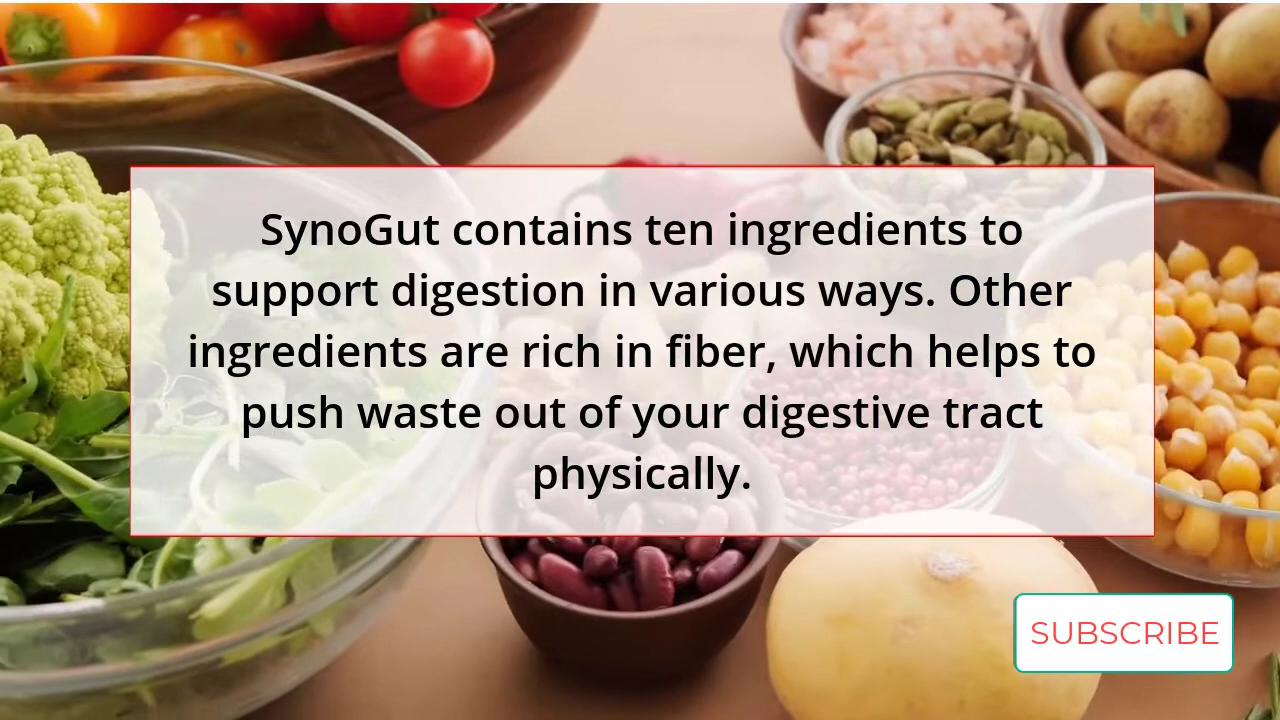 SynoGut contains ten ingredients to
support digestion in various ways. Other
ingredients are rich in fiber, which helps to
push waste out of your digestive tract
physically.
SUBSCRIBE